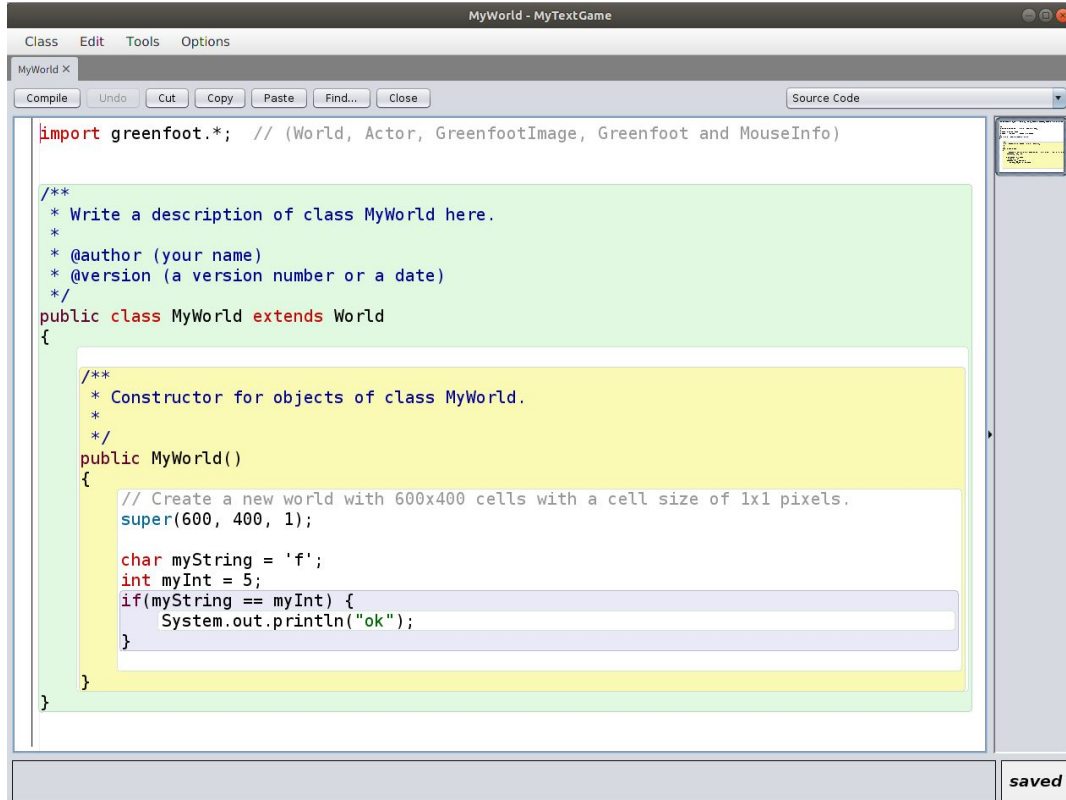 MyWorld - MyTextGame
Class Edit Tools Options
MyWorld ×
Compile Undo Cut Copy Paste Find... Close Source Code
import greenfoot.*;  // (World, Actor, GreenfootImage, Greenfoot and MouseInfo)
/**
 * Write a description of class MyWorld here.
 *
 * @author (your name)
 * @version (a version number or a date)
 */
public class MyWorld extends World
{
    /**
     * Constructor for objects of class MyWorld.
     *
     */
    public MyWorld()
    {
        // Create a new world with 600x400 cells with a cell size of 1x1 pixels.
        super(600, 400, 1);
        char myString = 'f';
        int myInt = 5;
        if(myString == myInt) {
            System.out.println("ok");
        }
    }
}
saved